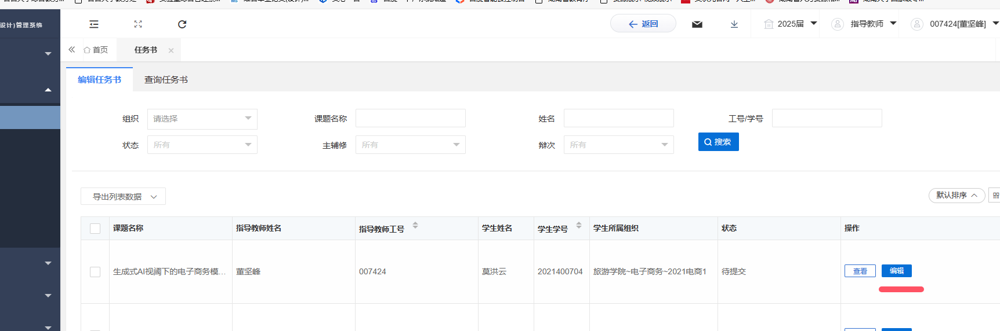 设计)管理系统
返回
2025届
指导教师
007424[董坚峰]
首页
任务书
编辑任务书
查询任务书
组织
请选择
课题名称
姓名
工号/学号
状态
所有
主辅修
所有
辩次
所有
搜索
导出列表数据
默认排序
课题名称
指导教师姓名
指导教师工号
学生姓名
学生学号
学生所属组织
状态
操作
生成式AI视阈下的电子商务模...
董坚峰
007424
莫洪云
2021400704
旅游学院~电子商务~2021电商1
待提交
查看
编辑